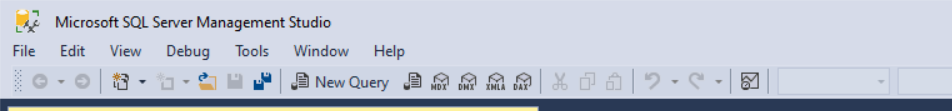 Microsoft SQL Server Management Studio
File Edit View Debug Tools Window Help
New Query MDX DMX XMLA DAX